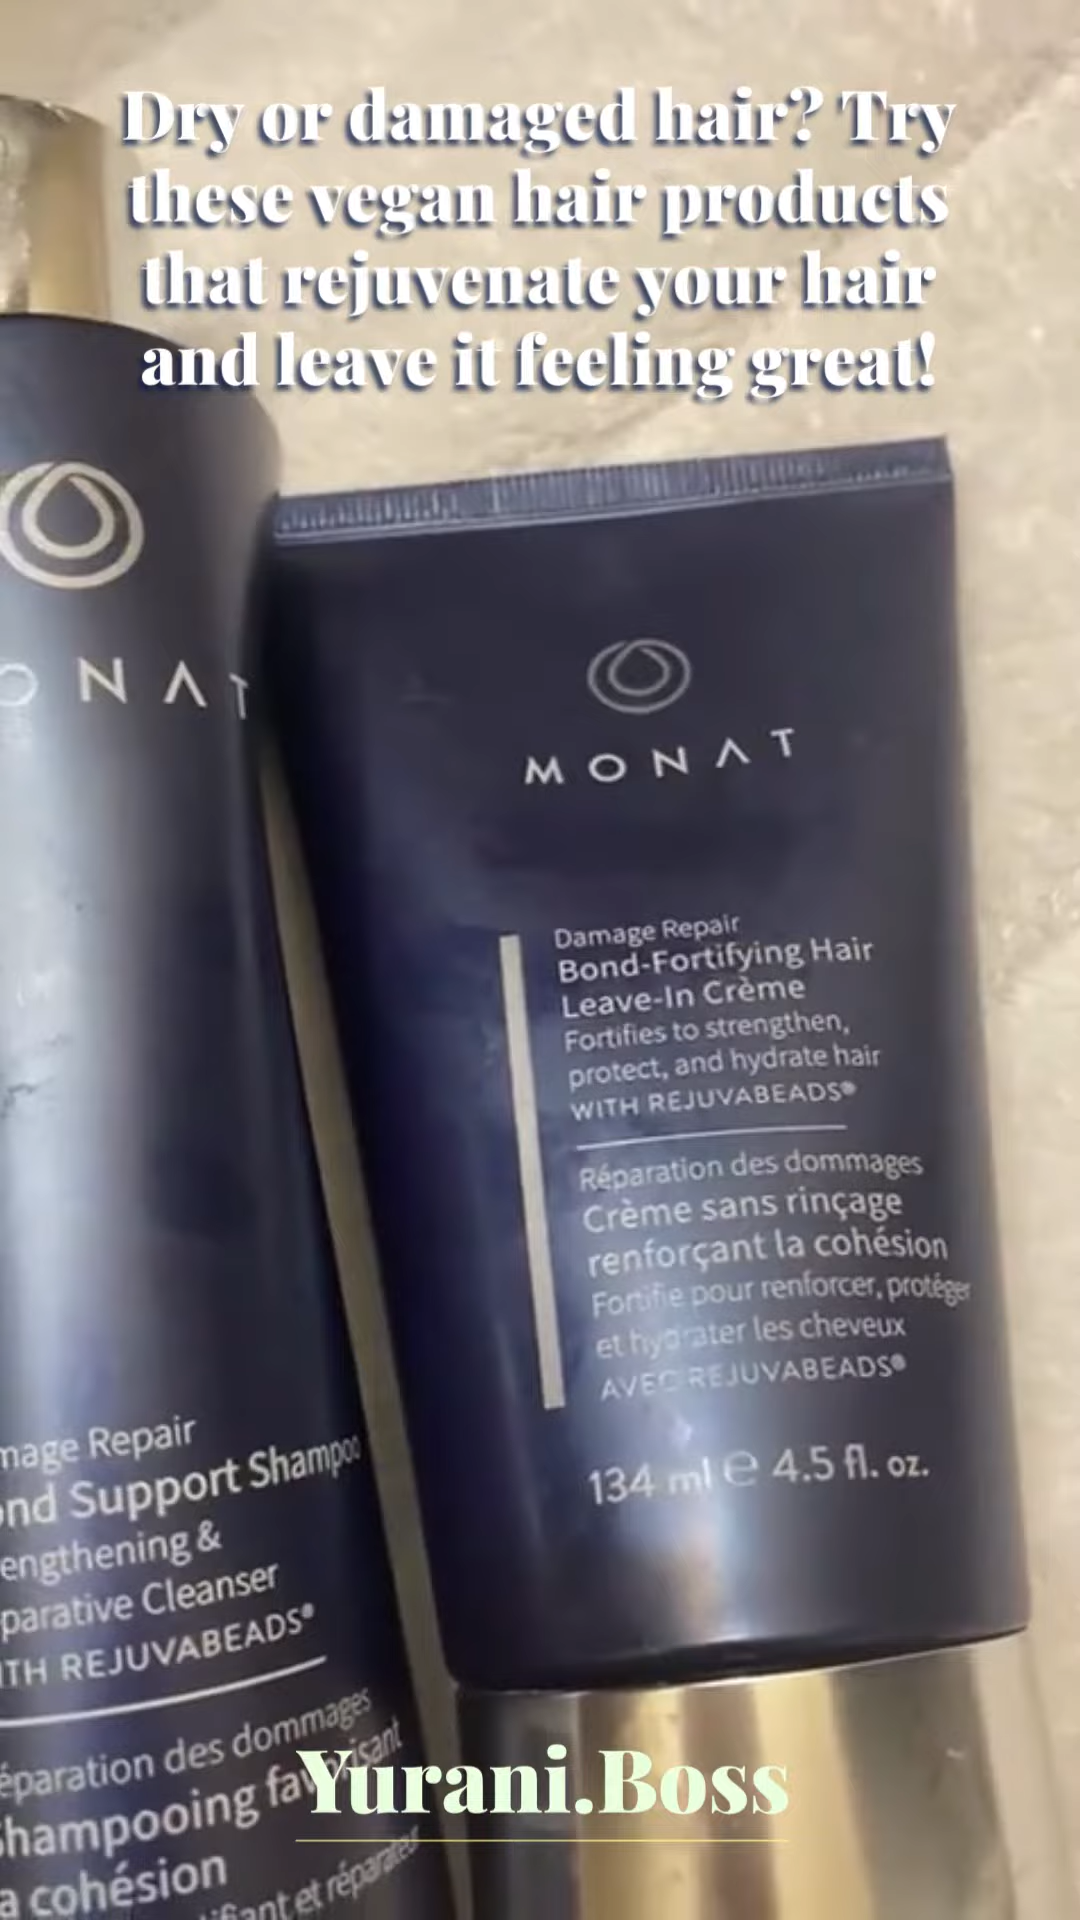 Dry or damaged hair? Try
these vegan hair products
that rejuvenate your hair
and leave it feeling great!
MONAT
Damage Repair
Bond-Fortifying Hair
Leave-In Crème
Fortifies to strengthen,
protect, and hydrate hair
WITH REJUVABEADS®
Réparation des dommages
Crème sans rinçage
renforçant la cohésion
Fortifie pour renforcer, protéger
et hydrater les cheveux
AVEC REJUVABEADS®
134 ml e 4.5 fl. oz.
ONAT
mage Repair
ond Support Shampoo
engthening &
parative Cleanser
ITH REJUVABEADS®
éparation des dommages
Shampooing favorisant
a cohésion
ifiant et réparateur
Yurani.Boss